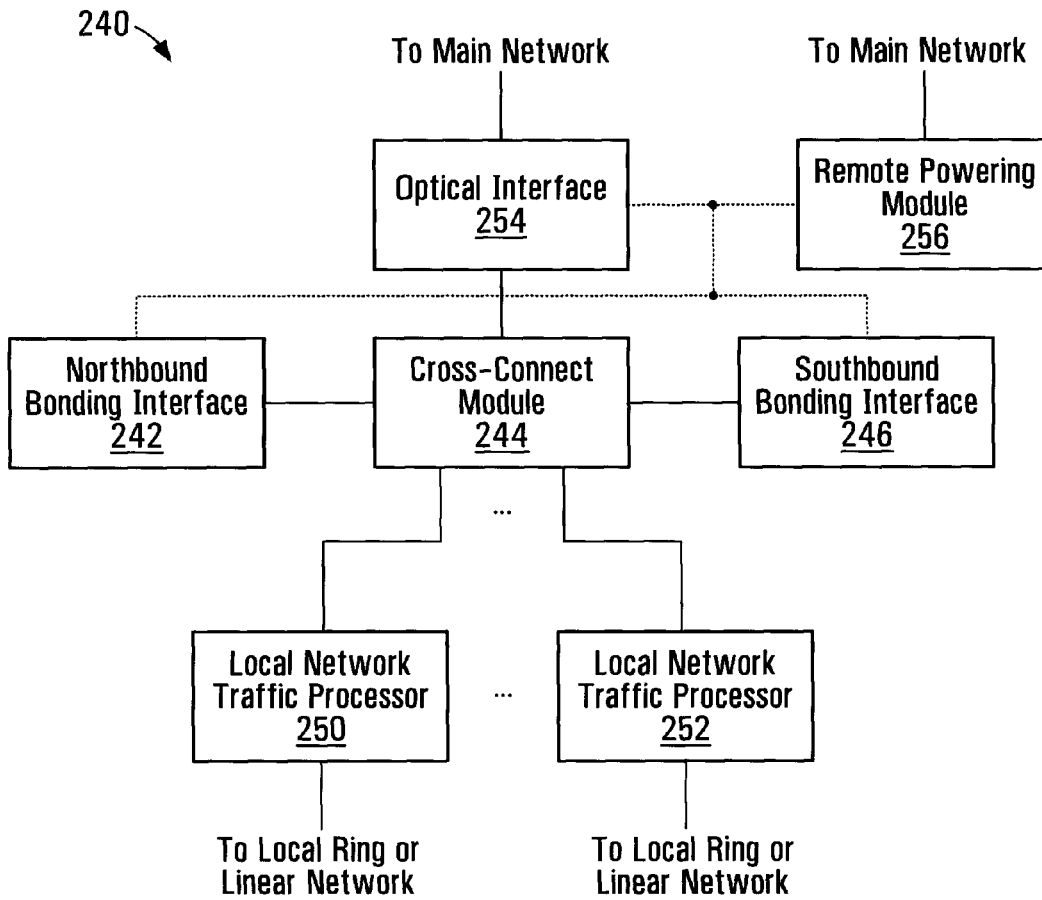 240
To Main Network
To Main Network
Optical Interface
254
Remote Powering
Module
256
Northbound
Bonding Interface
242
Cross-Connect
Module
244
Southbound
Bonding Interface
246
...
Local Network
Traffic Processor
250
...
Local Network
Traffic Processor
252
To Local Ring or
Linear Network
To Local Ring or
Linear Network